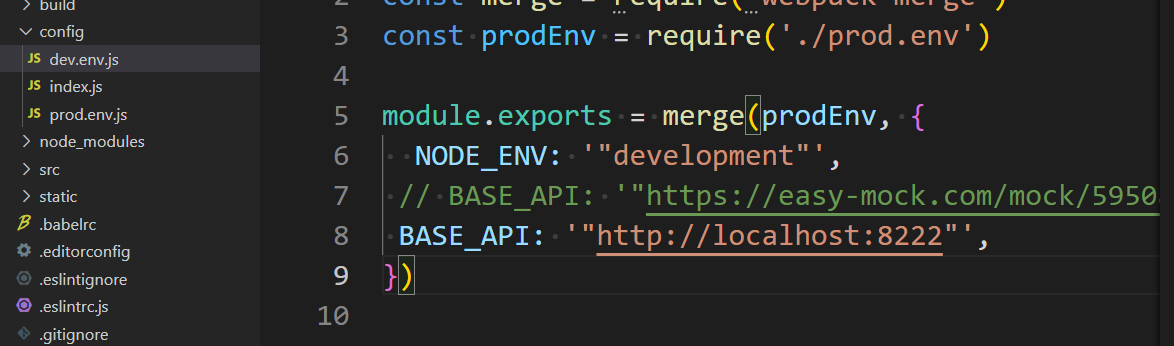 build
config
JS dev.env.js
JS index.js
JS prod.env.js
node_modules
src
static
.babelrc
.editorconfig
.eslintignore
.eslintrc.js
.gitignore
2 const merge = require('webpack-merge')
3 const prodEnv = require('./prod.env')
4
5 module.exports = merge(prodEnv, {
6 NODE_ENV: '"development"',
7 // BASE_API: '"https://easy-mock.com/mock/5950
8 BASE_API: '"http://localhost:8222"',
9 })
10